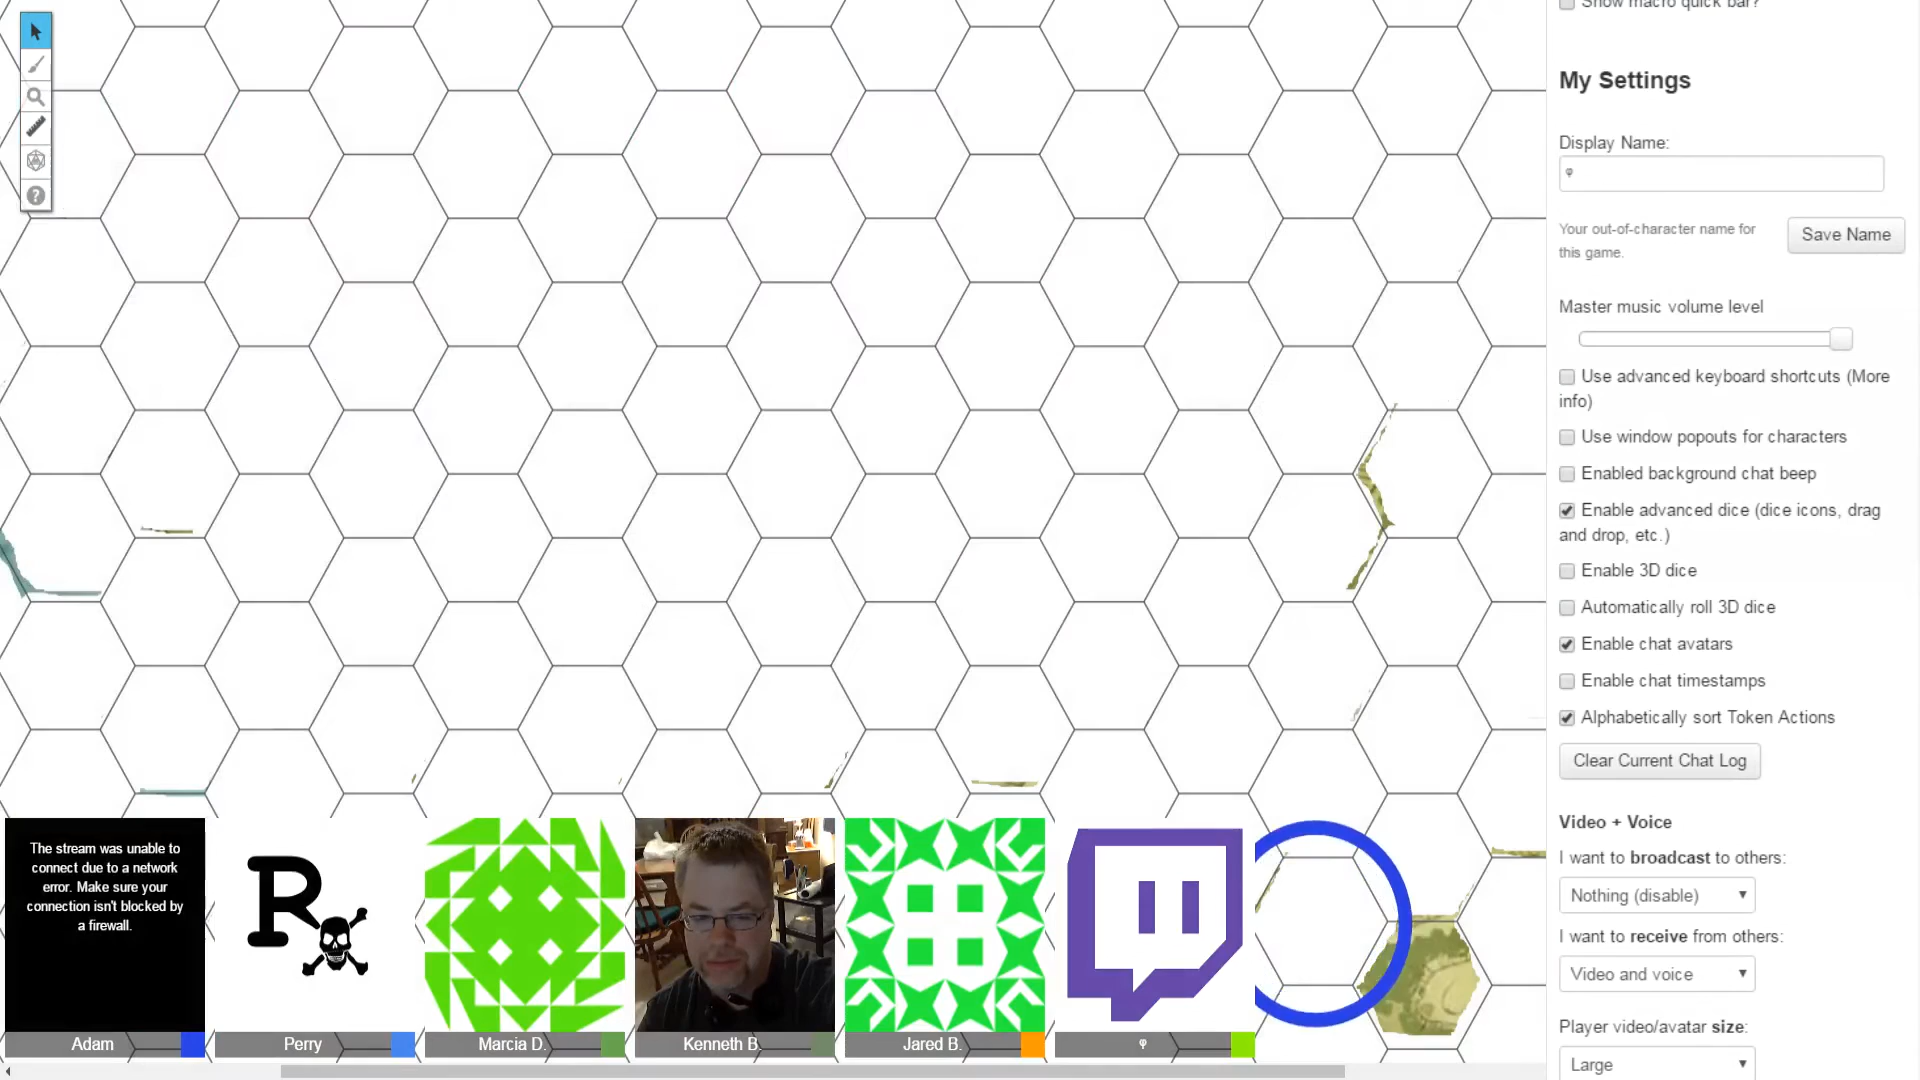 Show macro quick bar?
My Settings
Display Name:
φ
Your out-of-character name for
this game.
Save Name
Master music volume level
Use advanced keyboard shortcuts (More
info)
Use window popouts for characters
Enabled background chat beep
Enable advanced dice (dice icons, drag
and drop, etc.)
Enable 3D dice
Automatically roll 3D dice
Enable chat avatars
Enable chat timestamps
Alphabetically sort Token Actions
Clear Current Chat Log
Video + Voice
I want to broadcast to others:
Nothing (disable)
I want to receive from others:
Video and voice
Player video/avatar size:
Large
The stream was unable to
connect due to a network
error. Make sure your
connection isn't blocked by
a firewall.
R
Adam
Perry
Marcia D.
Kenneth B.
Jared B.
φ